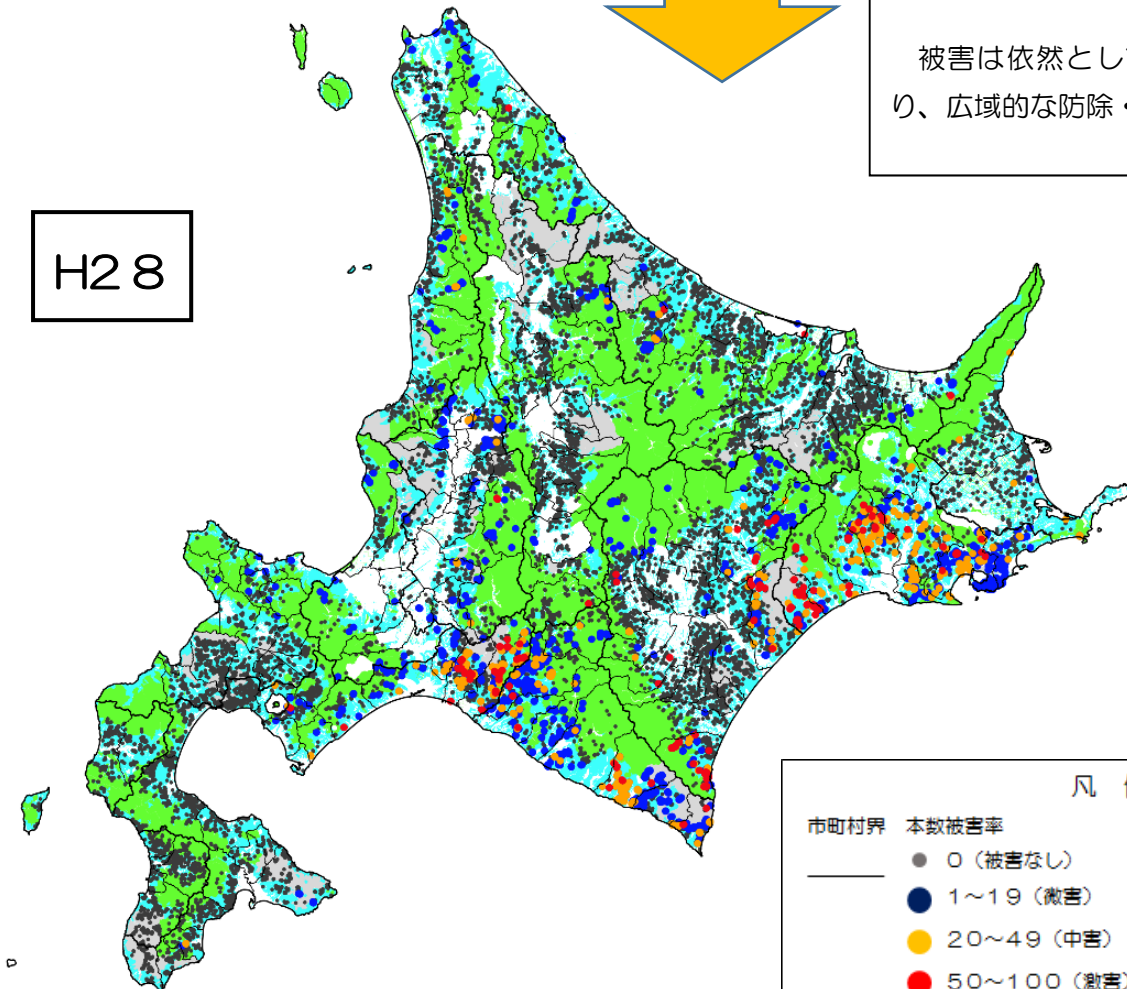 被害は依然として
り、広域的な防除・
H28
凡
市町村界 本数被害率
0(被害なし)
1~19(微害)
20~49(中害)
50~100(激害)